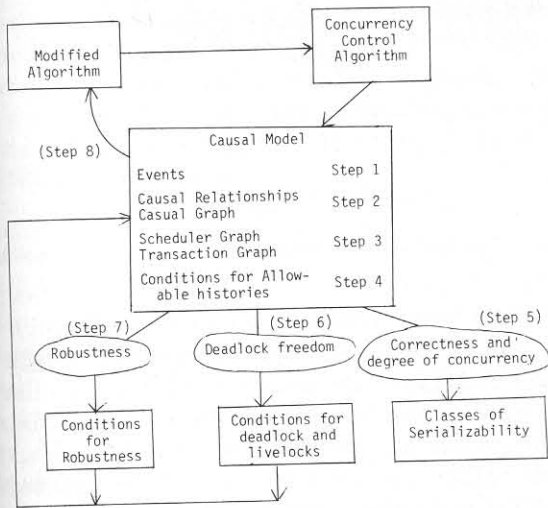 Modified
Algorithm
Concurrency
Control
Algorithm
(Step 8)
Causal Model
Events Step 1
Causal Relationships
Casual Graph Step 2
Scheduler Graph
Transaction Graph Step 3
Conditions for Allow-
able histories Step 4
(Step 7)
Robustness
(Step 6)
Deadlock freedom
(Step 5)
Correctness and
degree of concurrency
Conditions
for
Robustness
Conditions for
deadlock and
livelocks
Classes of
Serializability